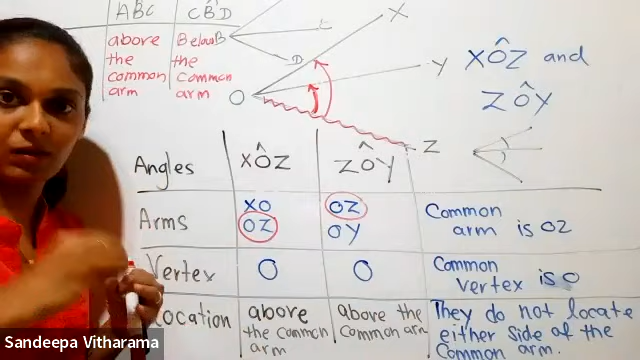 AB̂C CB̂D
above Below
the the
common common
arm arm
B
D
X
Y
O
Z
XÔZ and
ZÔY
Angles XÔZ ZÔY
Arms XO OZ
OZ OY
Common
arm is OZ
Vertex O O
Common
vertex is O
Location above above the
the common common arm
arm
They do not locate
either side of the
Common arm.
Sandeepa Vitharama